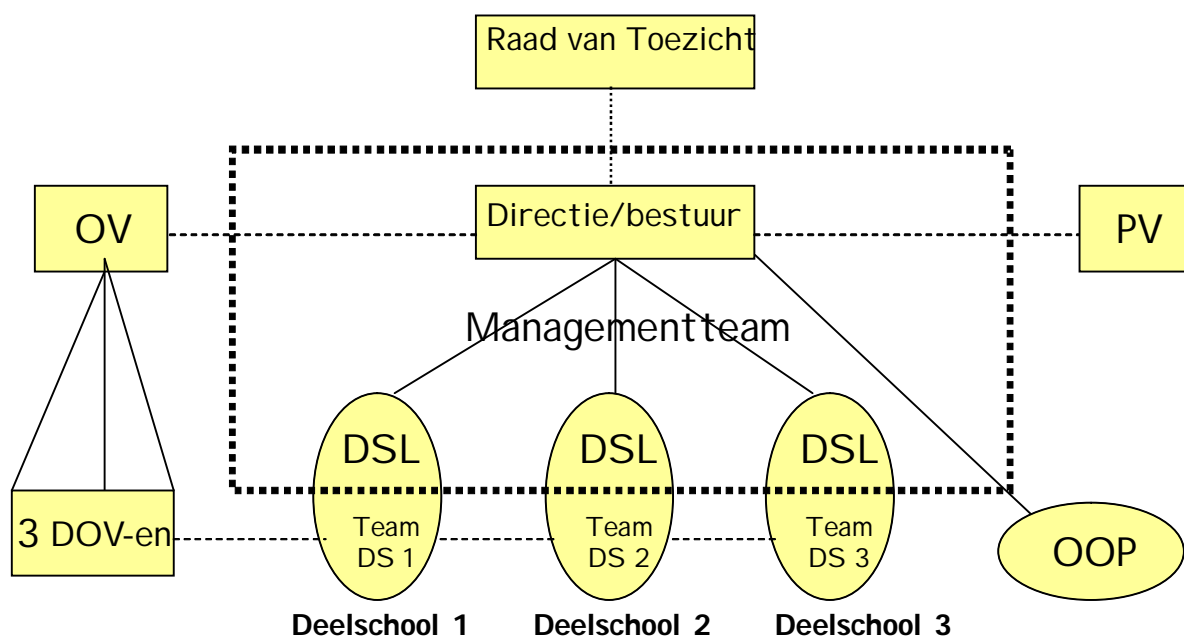 Raad van Toezicht
OV
Directie/bestuur
PV
Managementteam
DSL
DSL
DSL
3 DOV-en
Team
DS 1
Team
DS 2
Team
DS 3
OOP
Deelschool 1
Deelschool 2
Deelschool 3